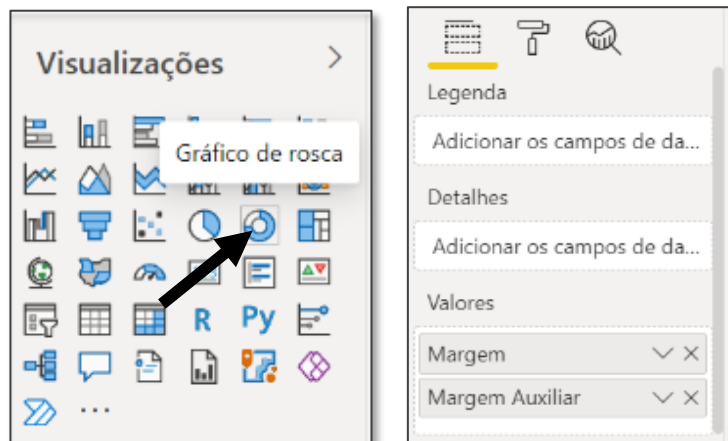 Visualizações
Gráfico de rosca
R Py
...
Legenda
Adicionar os campos de da...
Detalhes
Adicionar os campos de da...
Valores
Margem
Margem Auxiliar